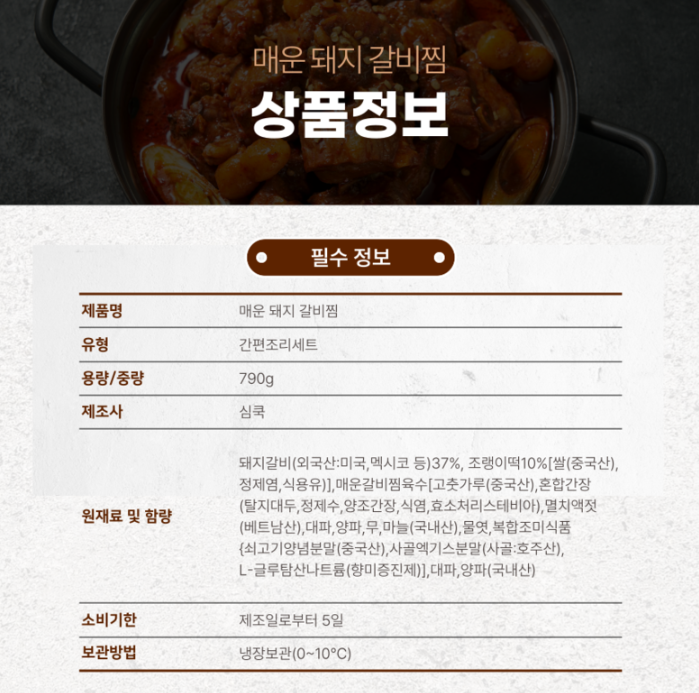 매운 돼지 갈비찜
상품정보
필수 정보
제품명 매운 돼지 갈비찜
유형 간편조리세트
용량/중량 790g
제조사 심쿡
원재료 및 함량
돼지갈비(외국산:미국,멕시코 등)37%, 조랭이떡10%[쌀(중국산),
정제염,식용유)],매운갈비찜육수[고춧가루(중국산),혼합간장
(탈지대두,정제수,양조간장,식염,효소처리스테비아),멸치액젓
(베트남산),대파,양파,무,마늘(국내산),물엿,복합조미식품
{쇠고기양념분말(중국산),사골엑기스분말(사골:호주산),
L-글루탐산나트륨(향미증진제)],대파,양파(국내산)
소비기한 제조일로부터 5일
보관방법 냉장보관(0~10℃)